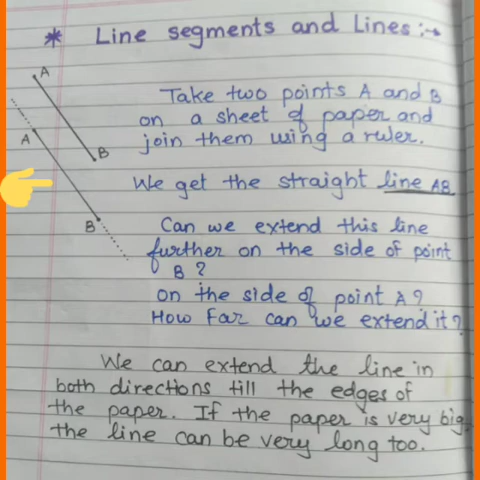 * Line segments and Lines :→
A
B
A
B
Take two points A and B
on a sheet of paper and
join them using a ruler.
We get the straight line AB
Can we extend this line
further on the side of point
B ?
on the side of point A ?
How far can we extend it ?
We can extend the line in
both directions till the edges of
the paper. If the paper is very big,
the line can be very long too.